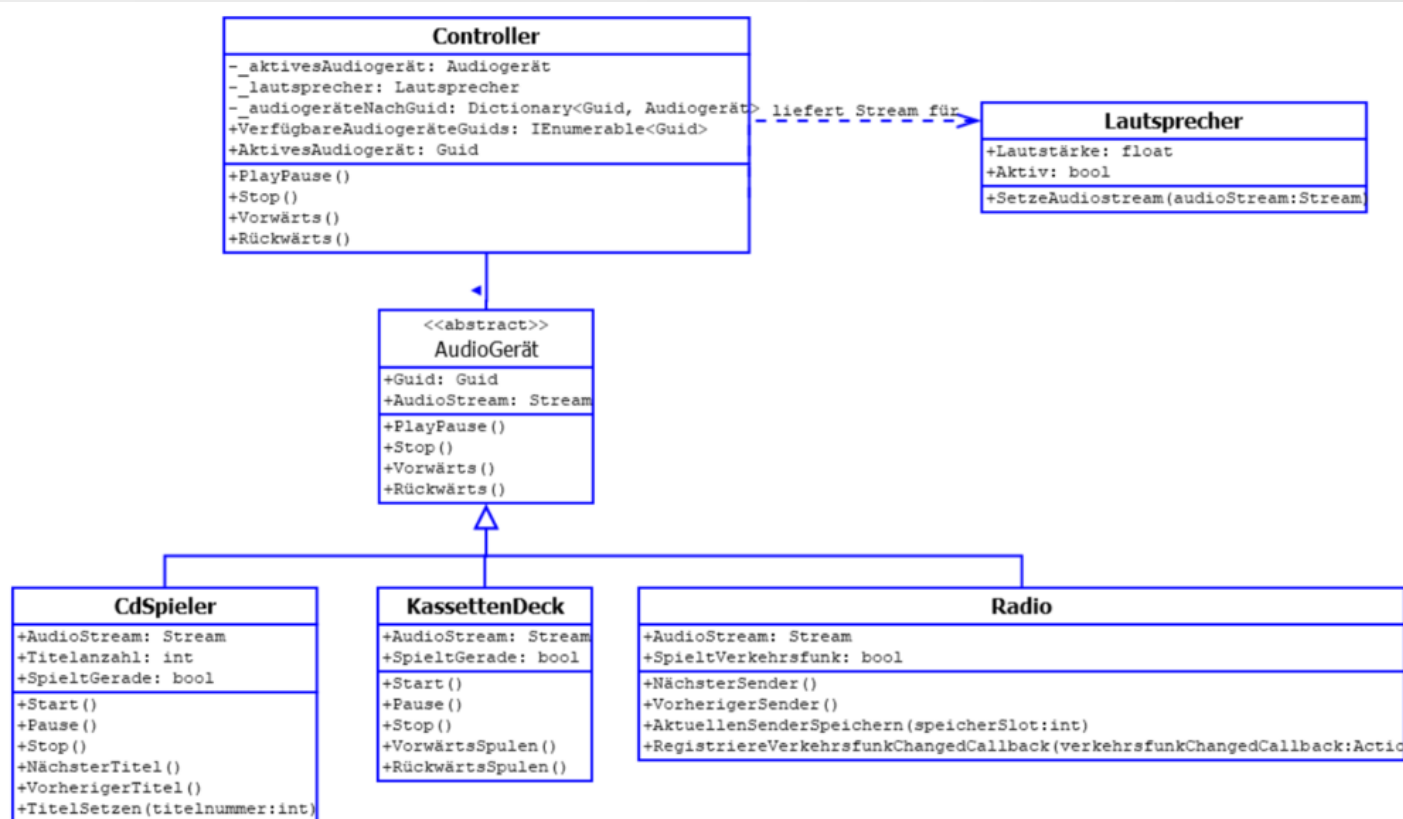 Controller
-_aktivesAudiogerät: Audiogerät
-_lautsprecher: Lautsprecher
-_audiogeräteNachGuid: Dictionary<Guid, Audiogerät>
+VerfügbareAudiogeräteGuids: IEnumerable<Guid>
+AktivesAudiogerät: Guid
+PlayPause()
+Stop()
+Vorwärts()
+Rückwärts()
liefert Stream für
Lautsprecher
+Lautstärke: float
+Aktiv: bool
+SetzeAudiostream(audioStream:Stream)
<<abstract>>
AudioGerät
+Guid: Guid
+AudioStream: Stream
+PlayPause()
+Stop()
+Vorwärts()
+Rückwärts()
CdSpieler
+AudioStream: Stream
+Titelanzahl: int
+SpieltGerade: bool
+Start()
+Pause()
+Stop()
+NächsterTitel()
+VorherigerTitel()
+TitelSetzen(titelnummer:int)
KassettenDeck
+AudioStream: Stream
+SpieltGerade: bool
+Start()
+Pause()
+Stop()
+VorwärtsSpulen()
+RückwärtsSpulen()
Radio
+AudioStream: Stream
+SpieltVerkehrsfunk: bool
+NächsterSender()
+VorherigerSender()
+AktuellenSenderSpeichern(speicherSlot:int)
+RegistriereVerkehrsfunkChangedCallback(verkehrsfunkChangedCallback:Actio